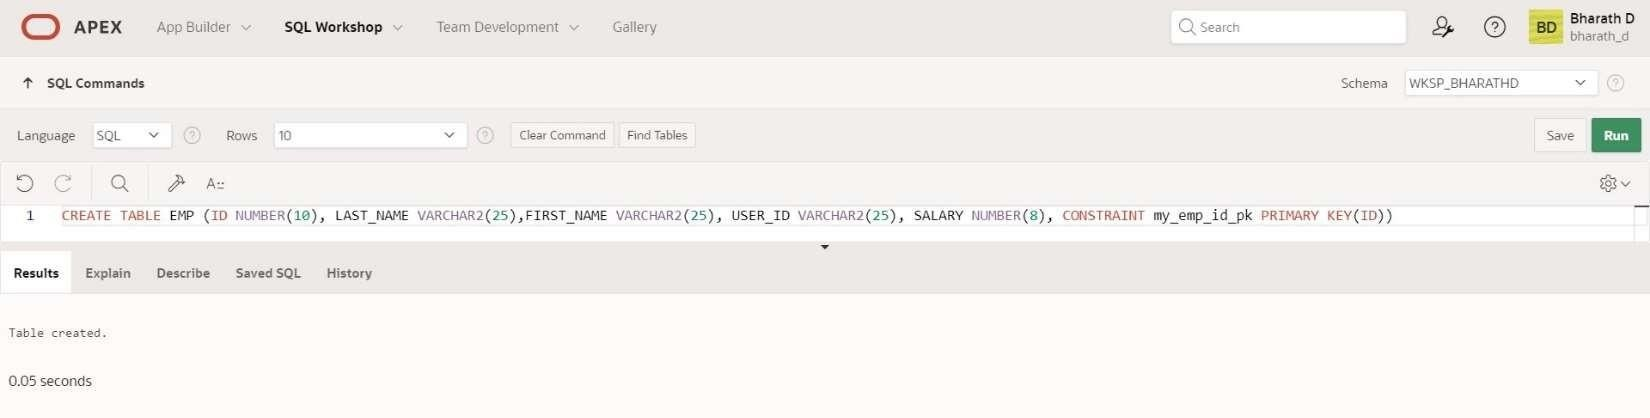 APEX App Builder SQL Workshop Team Development Gallery Search BD Bharath D
bharath_d
SQL Commands Schema WKSP_BHARATHD
Language SQL Rows 10 Clear Command Find Tables Save Run
A::
1 CREATE TABLE EMP (ID NUMBER(10), LAST_NAME VARCHAR2(25),FIRST_NAME VARCHAR2(25), USER_ID VARCHAR2(25), SALARY NUMBER(8), CONSTRAINT my_emp_id_pk PRIMARY KEY(ID))
Results Explain Describe Saved SQL History
Table created.
0.05 seconds